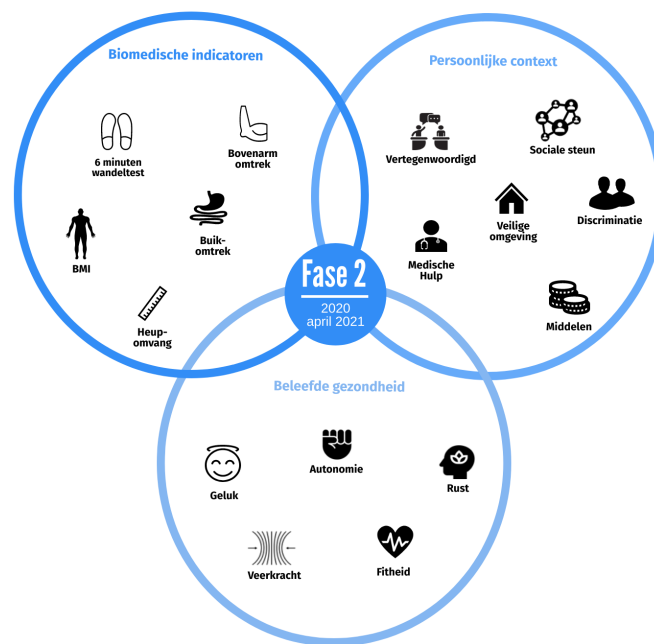 Biomedische indicatoren
6 minuten
wandeltest
Bovenarm
omtrek
BMI
Buik-
omtrek
Heup-
omvang
Persoonlijke context
Vertegenwoordigd
Sociale steun
Veilige
omgeving
Discriminatie
Medische
Hulp
Middelen
Fase 2
2020
april 2021
Beleefde gezondheid
Geluk
Autonomie
Rust
Veerkracht
Fitheid